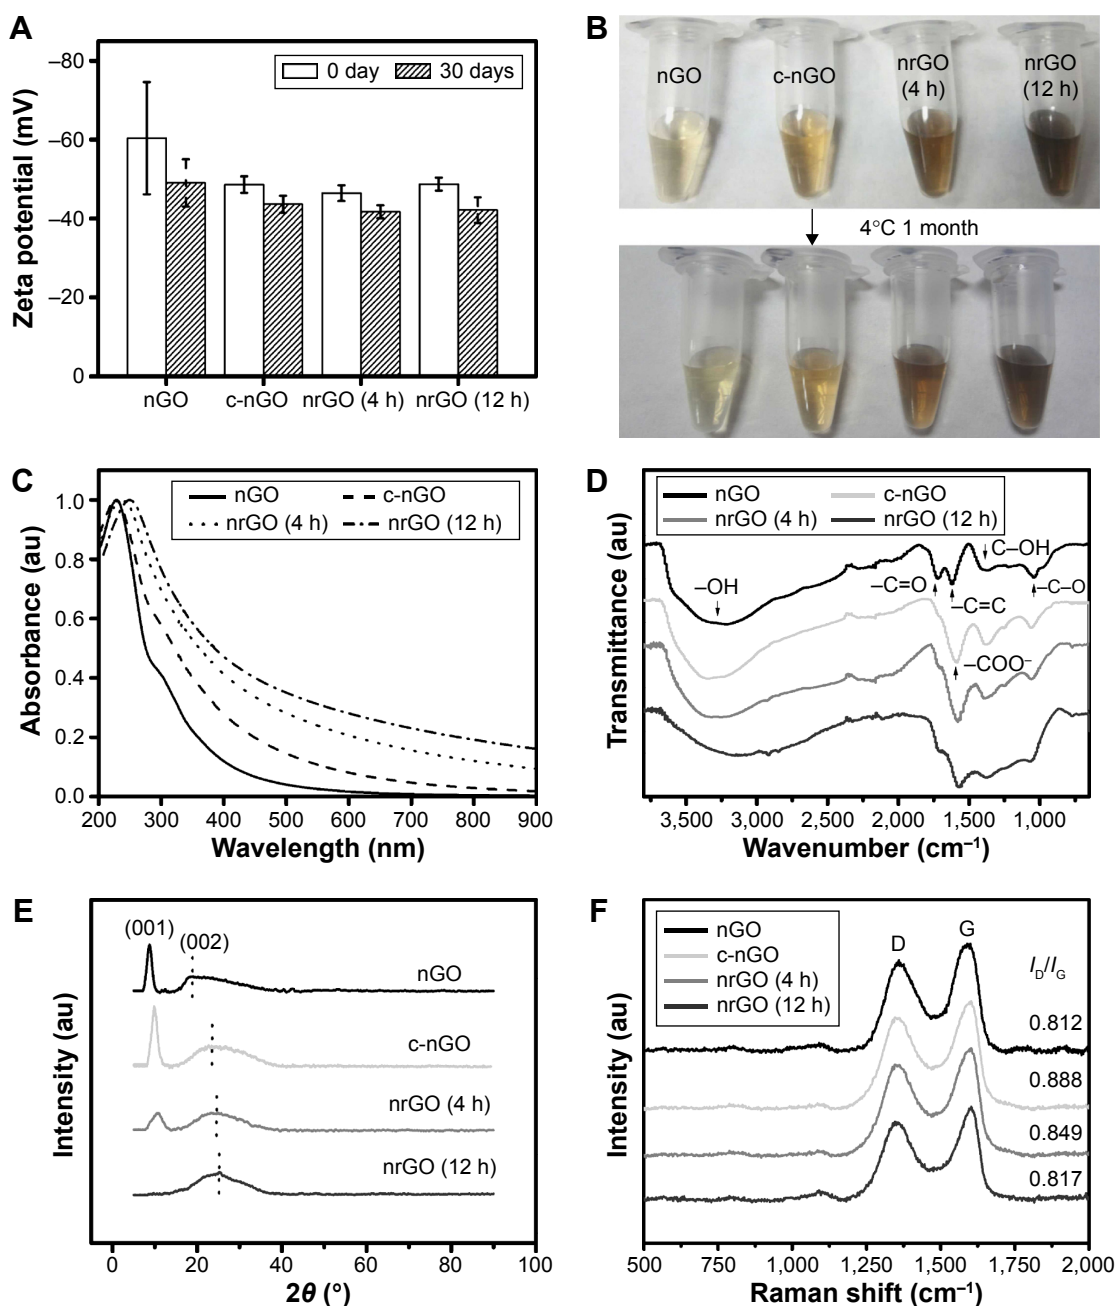 A
Zeta potential (mV)
–80
–60
–40
–20
0
0 day
30 days
nGO
c-nGO
nrGO (4 h)
nrGO (12 h)
B
nGO
c-nGO
nrGO
(4 h)
nrGO
(12 h)
4°C 1 month
C
Absorbance (au)
1.0
0.8
0.6
0.4
0.2
0.0
nGO
c-nGO
nrGO (4 h)
nrGO (12 h)
200
300
400
500
600
700
800
900
Wavelength (nm)
D
Transmittance (au)
nGO
c-nGO
nrGO (4 h)
nrGO (12 h)
–OH
–C=O
–C=C
C–OH
–C–O
–COO⁻
3,500
3,000
2,500
2,000
1,500
1,000
Wavenumber (cm⁻¹)
E
Intensity (au)
(001)
(002)
nGO
c-nGO
nrGO (4 h)
nrGO (12 h)
0
20
40
60
80
100
2θ (°)
F
Intensity (au)
nGO
c-nGO
nrGO (4 h)
nrGO (12 h)
D
G
I_D/I_G
0.812
0.888
0.849
0.817
500
750
1,000
1,250
1,500
1,750
2,000
Raman shift (cm⁻¹)